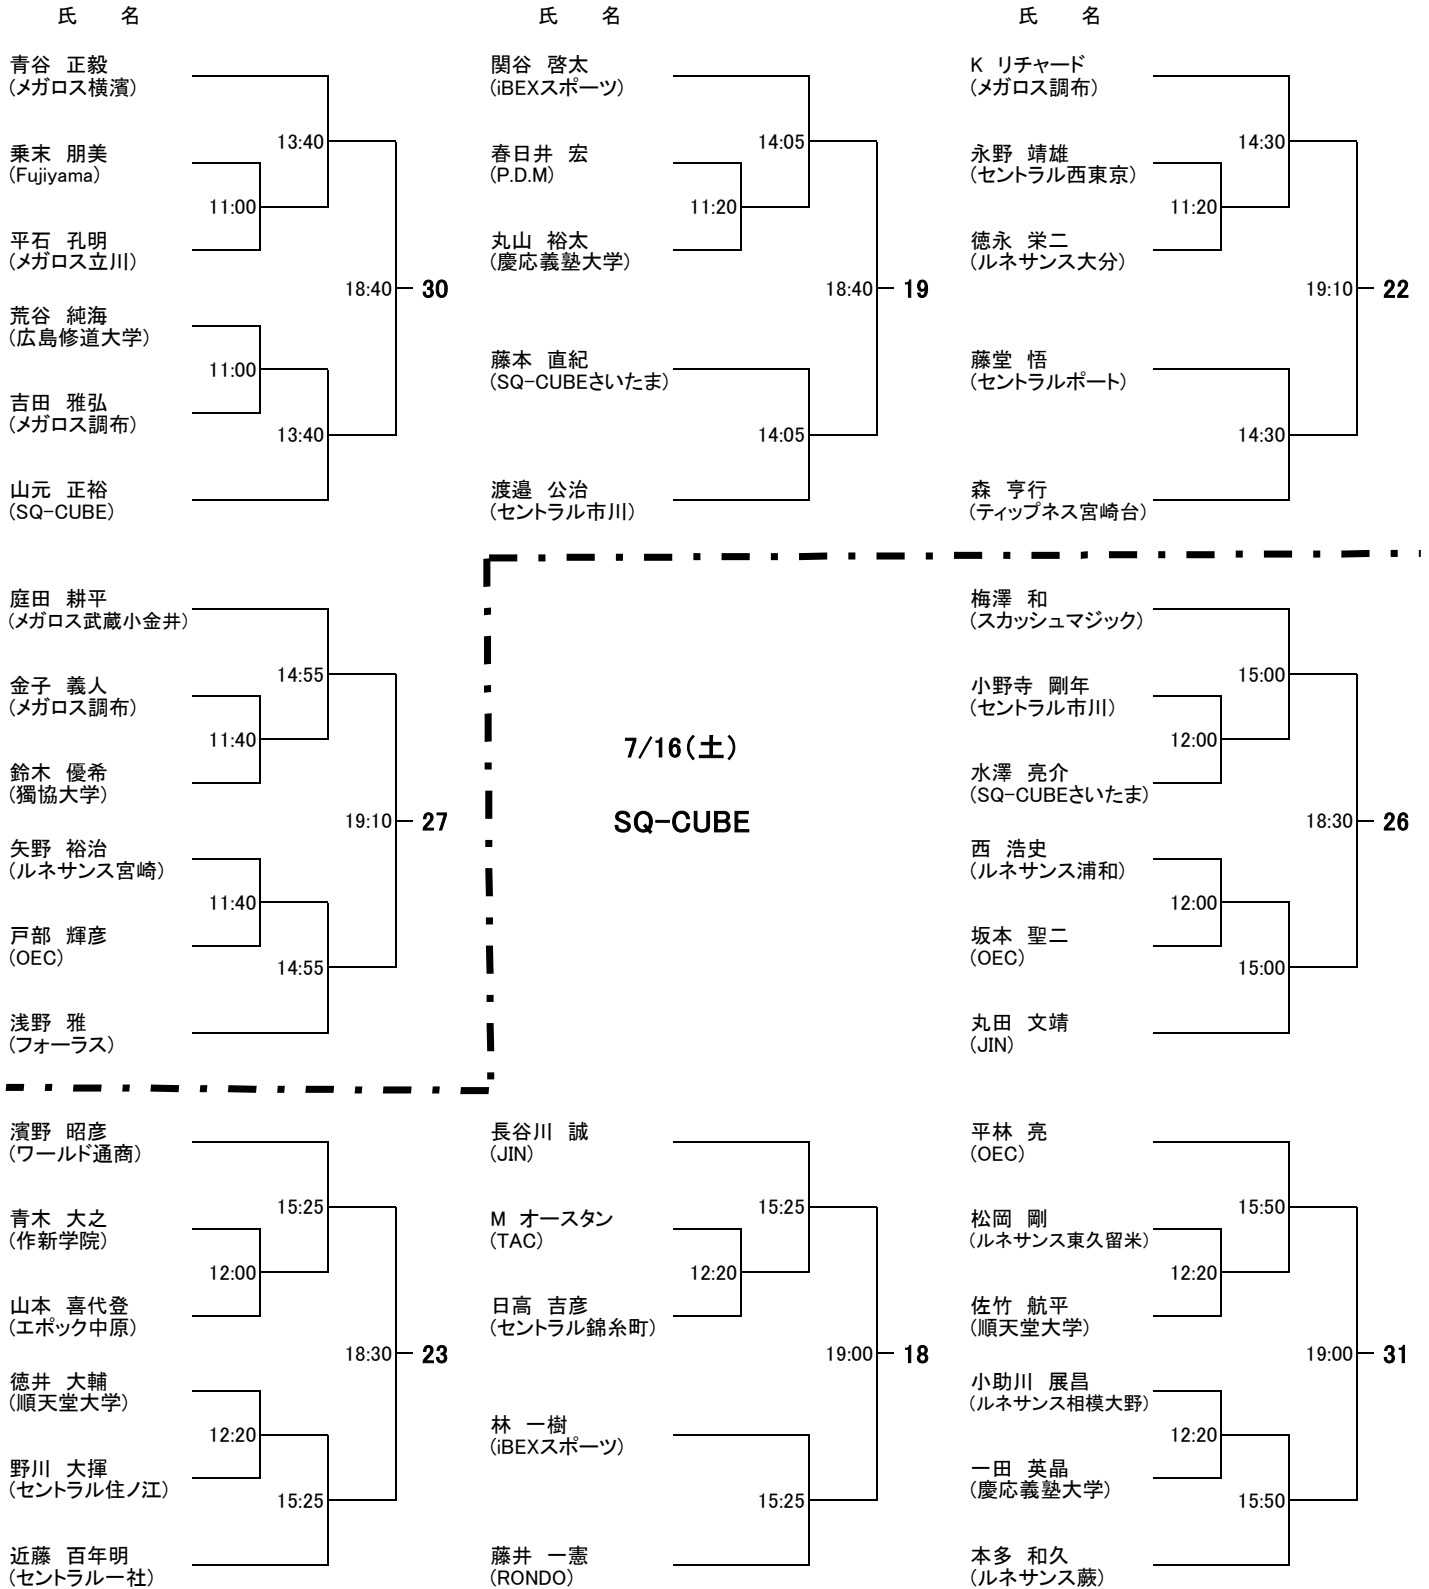 氏 名
青谷 正毅
(メガロス横濱)
13:40
乗末 朋美
(Fujiyama)
11:00
平石 孔明
(メガロス立川)
18:40 30
荒谷 純海
(広島修道大学)
11:00
吉田 雅弘
(メガロス調布)
13:40
山元 正裕
(SQ-CUBE)
氏 名
関谷 啓太
(iBEXスポーツ)
14:05
春日井 宏
(P.D.M)
11:20
丸山 裕太
(慶応義塾大学)
18:40 19
藤本 直紀
(SQ-CUBEさいたま)
14:05
渡邉 公治
(セントラル市川)
氏 名
K リチャード
(メガロス調布)
14:30
永野 靖雄
(セントラル西東京)
11:20
徳永 栄二
(ルネサンス大分)
19:10 22
藤堂 悟
(セントラルポート)
14:30
森 亨行
(ティップネス宮崎台)
庭田 耕平
(メガロス武蔵小金井)
14:55
金子 義人
(メガロス調布)
11:40
鈴木 優希
(獨協大学)
19:10 27
矢野 裕治
(ルネサンス宮崎)
11:40
戸部 輝彦
(OEC)
14:55
浅野 雅
(フォーラス)
7/16(土)
SQ-CUBE
梅澤 和
(スカッシュマジック)
15:00
小野寺 剛年
(セントラル市川)
12:00
水澤 亮介
(SQ-CUBEさいたま)
18:30 26
西 浩史
(ルネサンス浦和)
12:00
坂本 聖二
(OEC)
15:00
丸田 文靖
(JIN)
濱野 昭彦
(ワールド通商)
15:25
青木 大之
(作新学院)
12:00
山本 喜代登
(エポック中原)
18:30 23
徳井 大輔
(順天堂大学)
12:20
野川 大揮
(セントラル住ノ江)
15:25
近藤 百年明
(セントラル一社)
長谷川 誠
(JIN)
15:25
M オースタン
(TAC)
12:20
日高 吉彦
(セントラル錦糸町)
19:00 18
林 一樹
(iBEXスポーツ)
15:25
藤井 一憲
(RONDO)
平林 亮
(OEC)
15:50
松岡 剛
(ルネサンス東久留米)
12:20
佐竹 航平
(順天堂大学)
19:00 31
小助川 展昌
(ルネサンス相模大野)
12:20
一田 英晶
(慶応義塾大学)
15:50
本多 和久
(ルネサンス蕨)